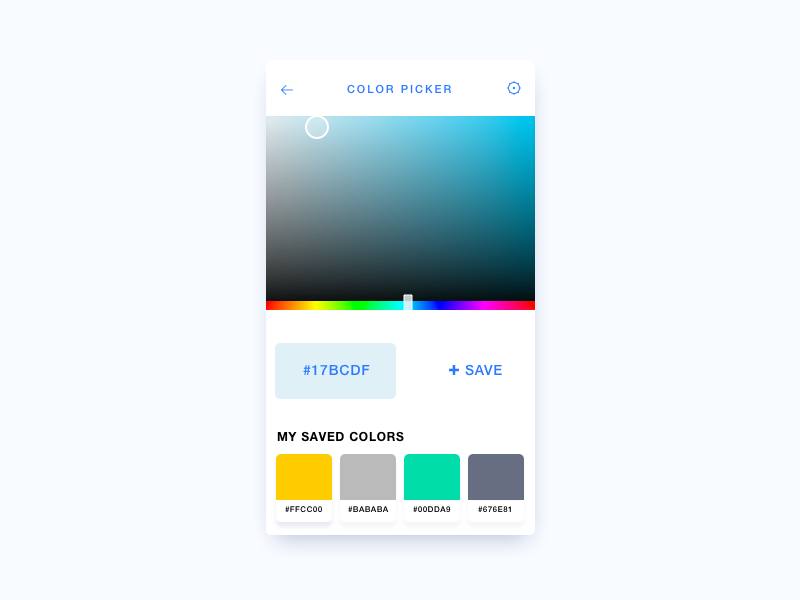 COLOR PICKER
#17BCDF
+ SAVE
MY SAVED COLORS
#FFCC00 #BABABA #00DDA9 #676E81